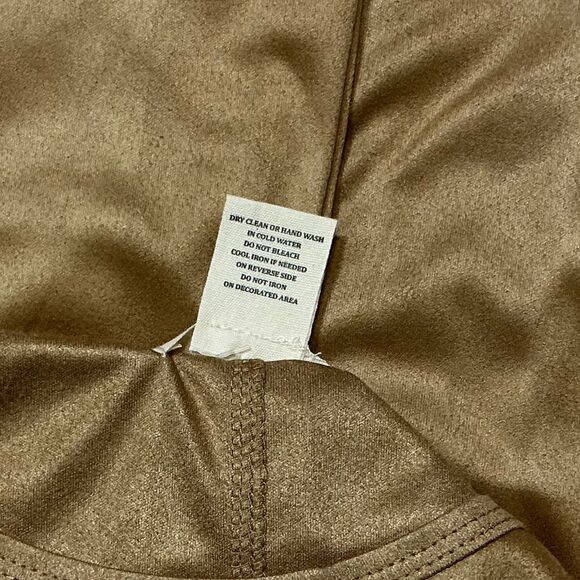 DRY CLEAN OR HAND WASH
IN COLD WATER
DO NOT BLEACH
COOL IRON IF NEEDED
ON REVERSE SIDE
DO NOT IRON
ON DECORATED AREA